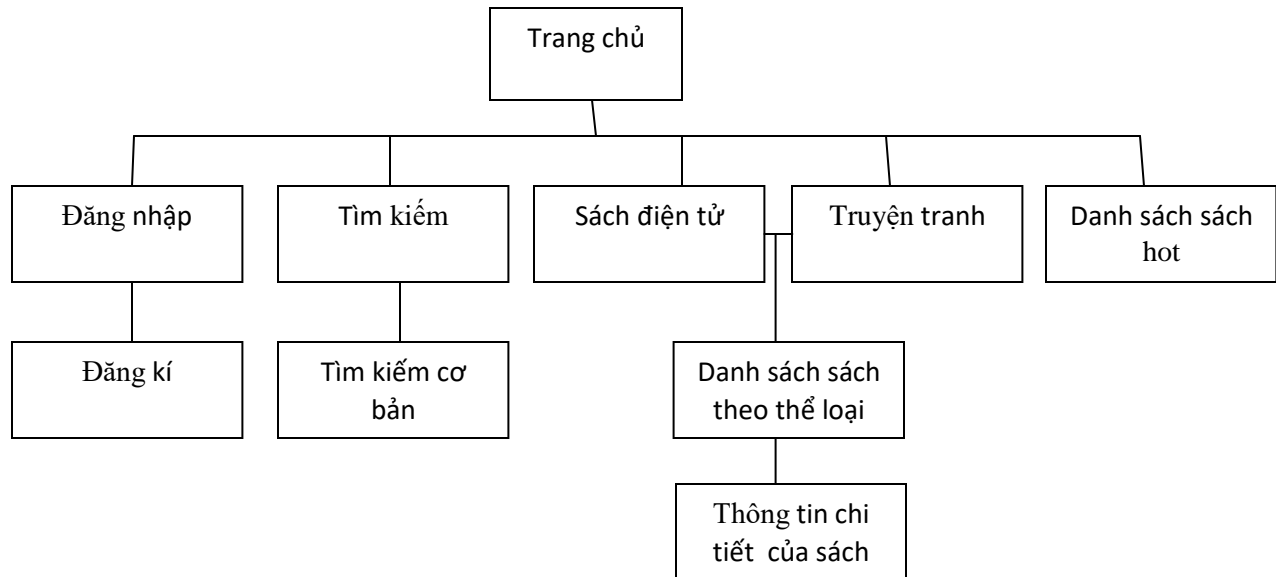 Trang chủ
Đăng nhập
Tìm kiếm
Sách điện tử
Truyện tranh
Danh sách sách
hot
Đăng kí
Tìm kiếm cơ
bản
Danh sách sách
theo thể loại
Thông tin chi
tiết của sách